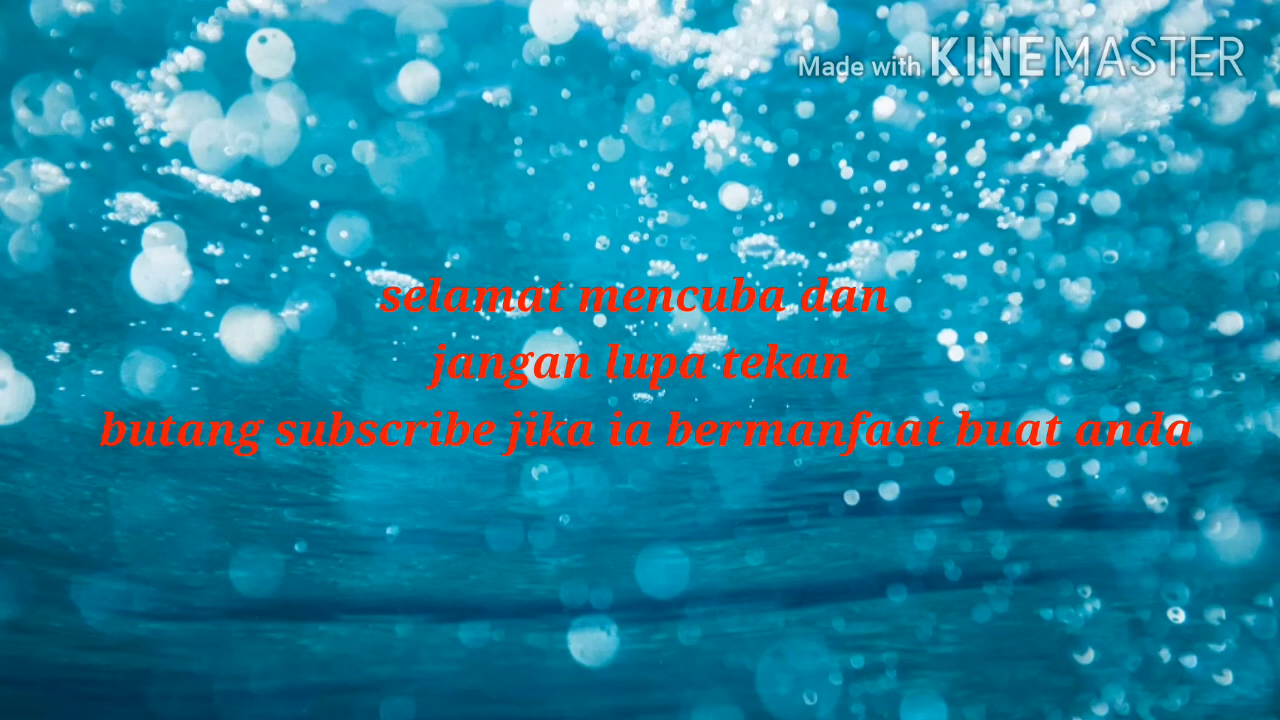 Made with KINEMASTER
selamat mencuba dan
jangan lupa tekan
butang subscribe jika ia bermanfaat buat anda